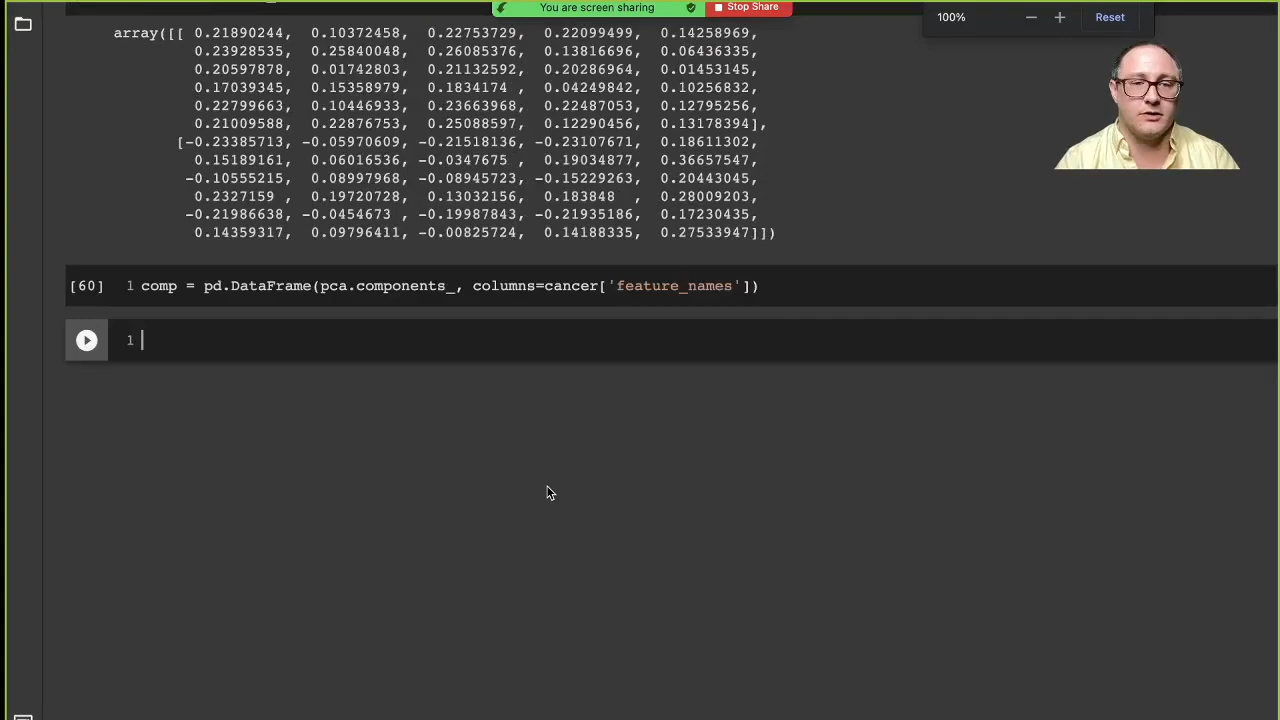 You are screen sharing
Stop Share
100%
Reset
array([[ 0.21890244, 0.10372458, 0.22753729, 0.22099499, 0.14258969,
0.23928535, 0.25840048, 0.26085376, 0.13816696, 0.06436335,
0.20597878, 0.01742803, 0.21132592, 0.20286964, 0.01453145,
0.17039345, 0.15358979, 0.1834174 , 0.04249842, 0.10256832,
0.22799663, 0.10446933, 0.23663968, 0.22487053, 0.12795256,
0.21009588, 0.22876753, 0.25088597, 0.12290456, 0.13178394],
[-0.23385713, -0.05970609, -0.21518136, -0.23107671, 0.18611302,
0.15189161, 0.06016536, -0.0347675 , 0.19034877, 0.36657547,
-0.10555215, 0.08997968, -0.08945723, -0.15229263, 0.20443045,
0.2327159 , 0.19720728, 0.13032156, 0.183848 , 0.28009203,
-0.21986638, -0.0454673 , -0.19987843, -0.21935186, 0.17230435,
0.14359317, 0.09796411, -0.00825724, 0.14188335, 0.27533947]])
[60] 1 comp = pd.DataFrame(pca.components_, columns=cancer['feature_names'])
1